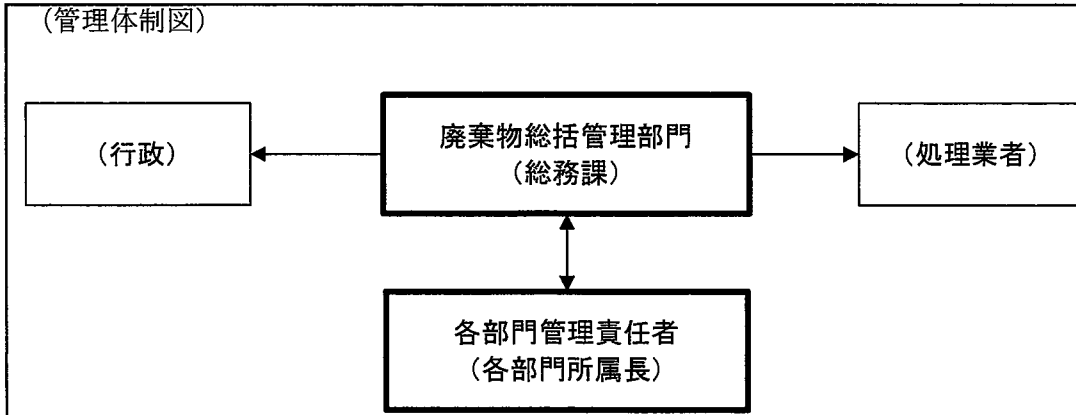 （管理体制図）
（行政）
廃棄物総括管理部門
（総務課）
（処理業者）
各部門管理責任者
（各部門所属長）